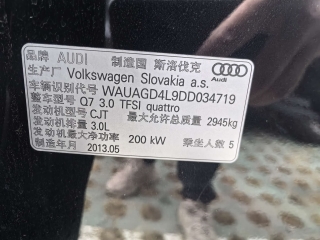 品牌 AUDI 制造国 斯洛伐克 Audi
生产厂 Volkswagen Slovakia a.s.
车辆识别代号 WAUAGD4L9DD034719
整车型号 Q7 3.0 TFSI quattro
发动机型号 CJT 最大允许总质量 2945kg
发动机排量 3.0L
发动机最大净功率 200 kW 乘坐人数 5
制造年月 2013.05